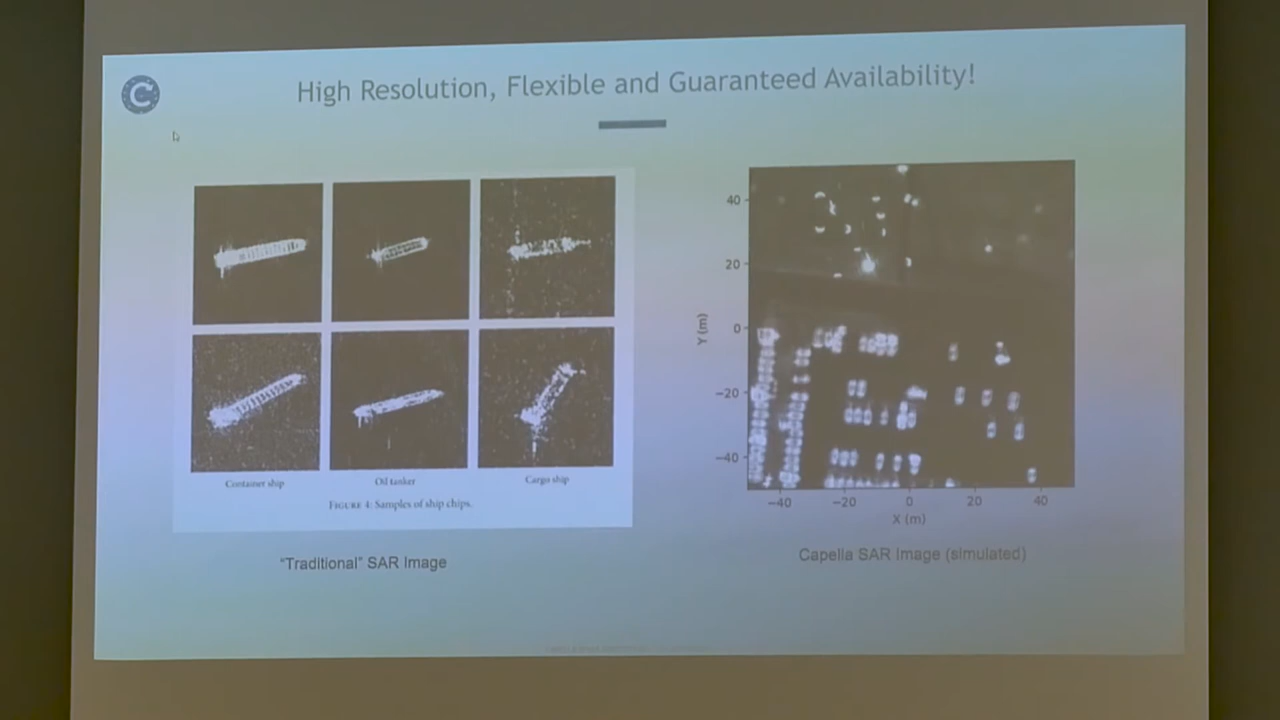 C
High Resolution, Flexible and Guaranteed Availability!
Container ship
Oil tanker
Cargo ship
FIGURE 4: Samples of ship chips.
"Traditional" SAR Image
40
20
0
−20
−40
Y (m)
−40 −20 0 20 40
X (m)
Capella SAR Image (simulated)